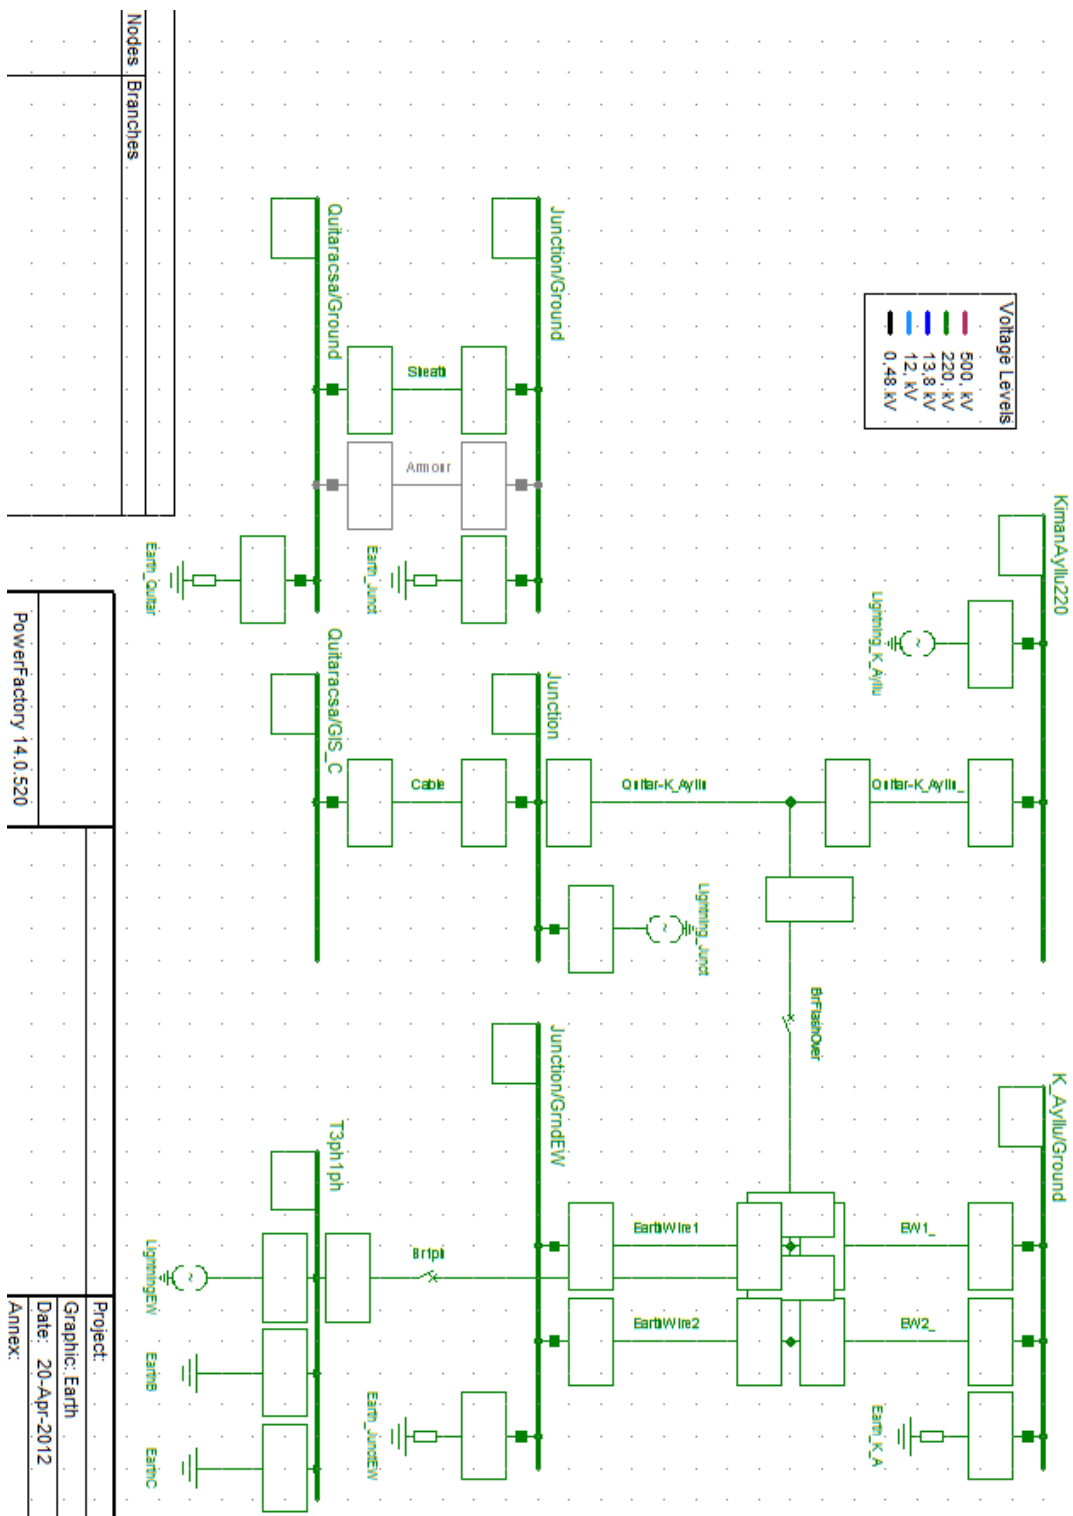 Voltage Levels
500, kV
220, kV
13,8 kV
12, kV
0,48 kV
KimanAyllu220
Lightning_K_Ayllu
K_Ayllu/Ground
Earth_K_A
Quitar-K_Ayllu_
EW1_
EW2_
BrFlashOver
Junction/Ground
Junction
Quitar-K_Ayllu
Lightning_Junct
Junction/GrndEW
EarthWire1
EarthWire2
Sheath
Armour
Earth_Junct
Cable
Br1ph
Earth_JunctEW
Quitaracsa/Ground
Quitaracsa/GIS_C
T3ph1ph
Earth_Quitar
LightningEW
EarthB
EarthC
Nodes
Branches
PowerFactory 14.0.520
Project:
Graphic: Earth
Date: 20-Apr-2012
Annex: